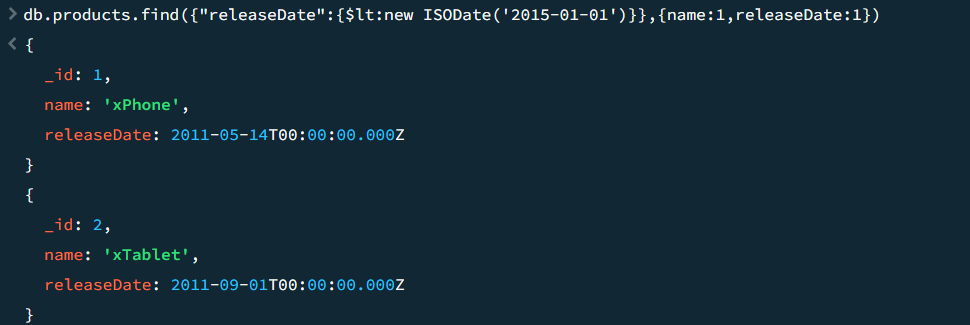 > db.products.find({"releaseDate":{$lt:new ISODate('2015-01-01')}},{name:1,releaseDate:1})
< {
_id: 1,
name: 'xPhone',
releaseDate: 2011-05-14T00:00:00.000Z
}
{
_id: 2,
name: 'xTablet',
releaseDate: 2011-09-01T00:00:00.000Z
}